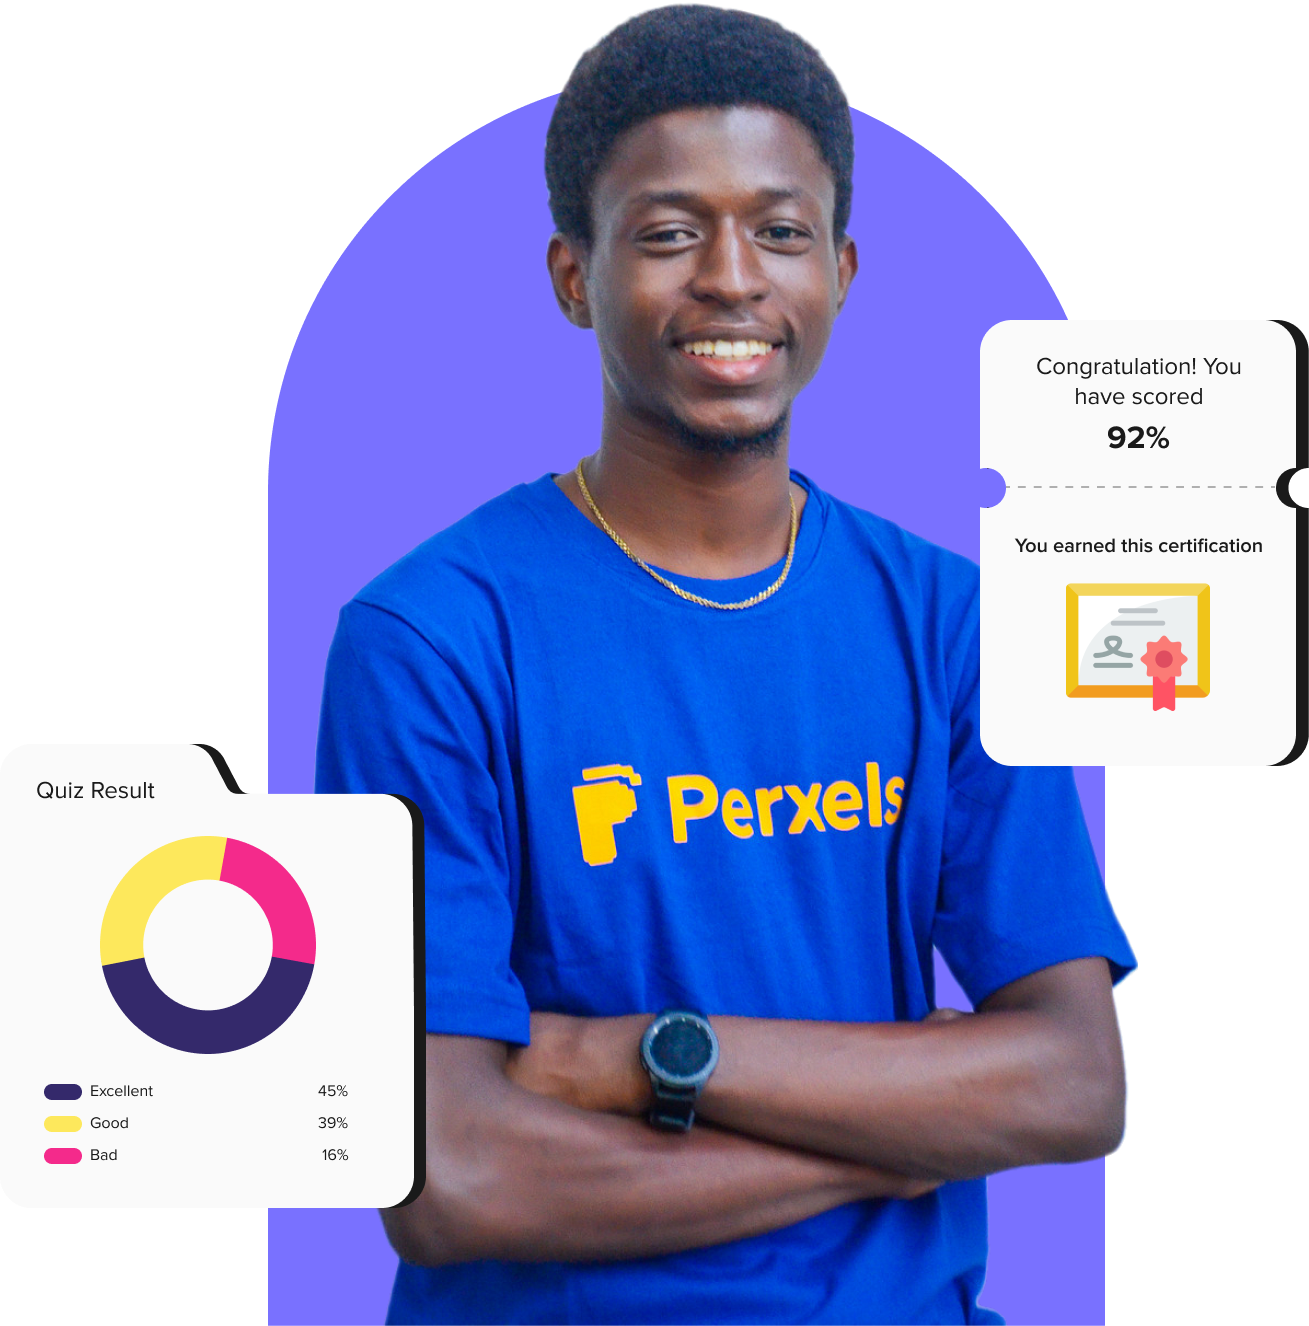 Congratulation! You
have scored
92%
You earned this certification
Perxels
Quiz Result
Excellent 45%
Good 39%
Bad 16%